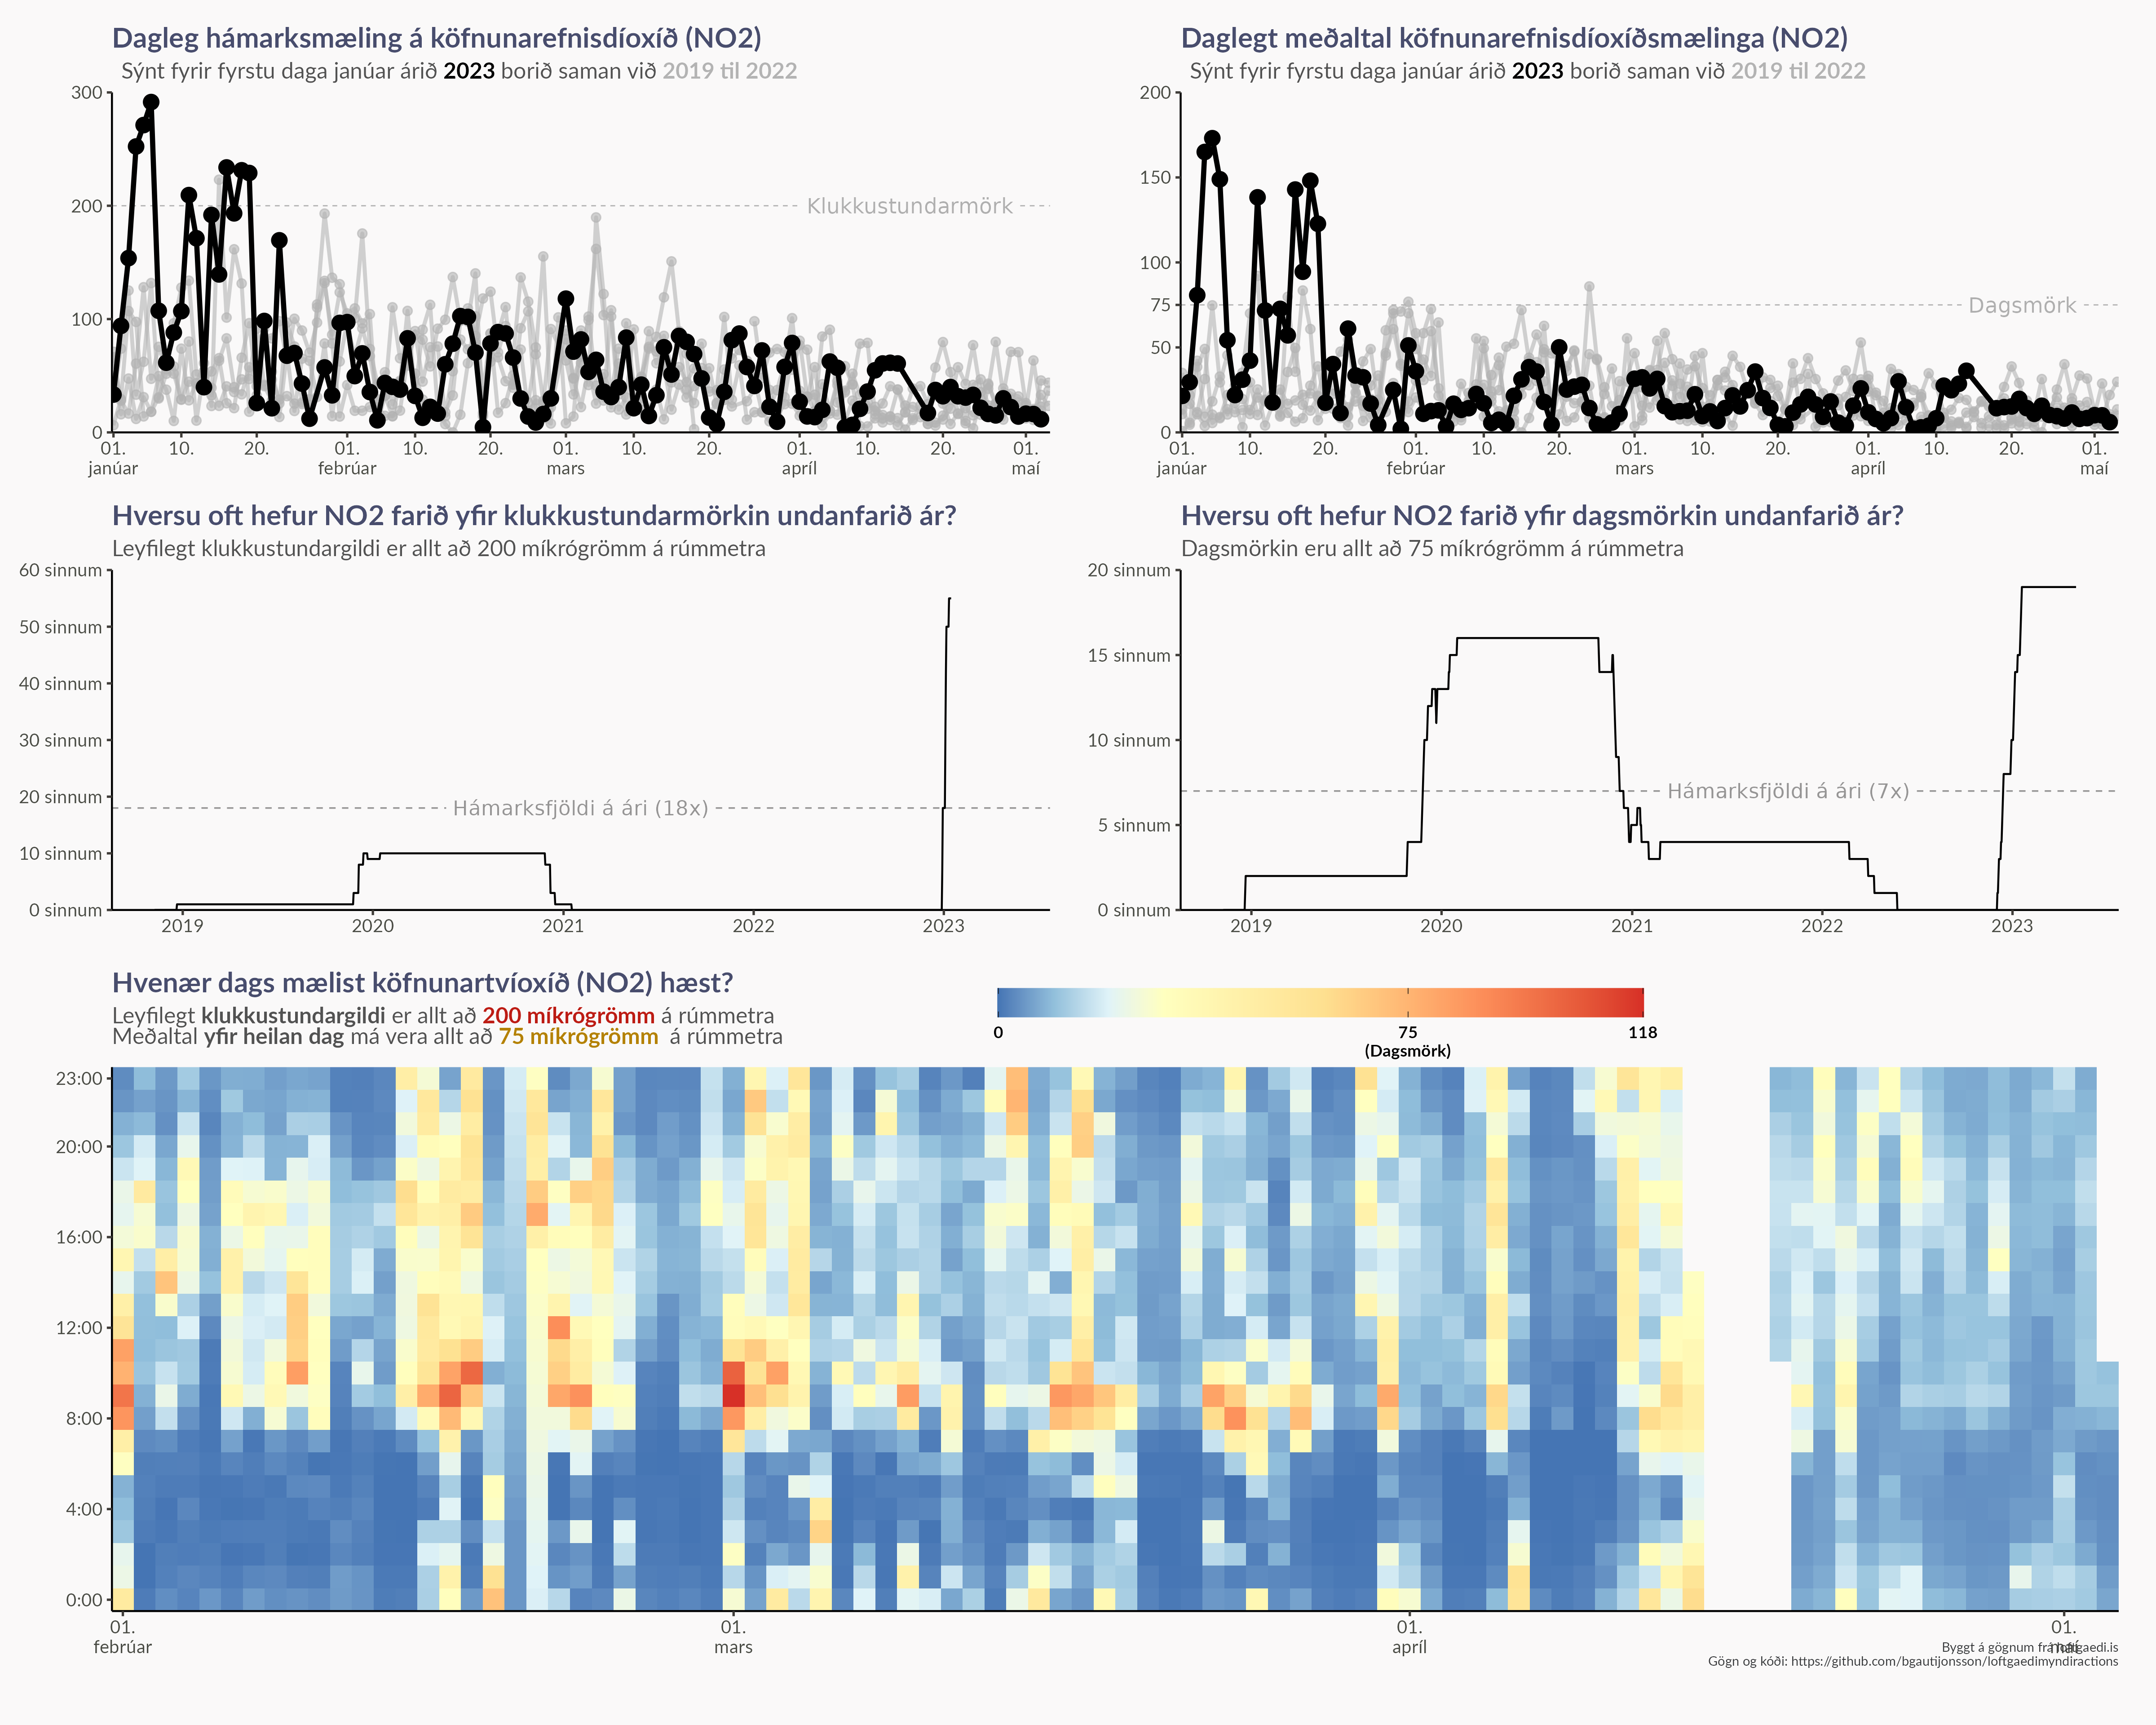 Dagleg hámarksmæling á köfnunarefnisdíoxíð (NO2)
Sýnt fyrir fyrstu daga janúar árið 2023 borið saman við 2019 til 2022
300
200
100
0
Klukkustundarmörk
01. 10. 20. 01. 10. 20. 01. 10. 20. 01. 10. 20. 01.
janúar febrúar mars apríl maí
Daglegt meðaltal köfnunarefnisdíoxíðsmælinga (NO2)
Sýnt fyrir fyrstu daga janúar árið 2023 borið saman við 2019 til 2022
200
150
100
75
50
0
Dagsmörk
01. 10. 20. 01. 10. 20. 01. 10. 20. 01. 10. 20. 01.
janúar febrúar mars apríl maí
Hversu oft hefur NO2 farið yfir klukkustundarmörkin undanfarið ár?
Leyfilegt klukkustundargildi er allt að 200 míkrógrömm á rúmmetra
60 sinnum
50 sinnum
40 sinnum
30 sinnum
20 sinnum
10 sinnum
0 sinnum
Hámarksfjöldi á ári (18x)
2019 2020 2021 2022 2023
Hversu oft hefur NO2 farið yfir dagsmörkin undanfarið ár?
Dagsmörkin eru allt að 75 míkrógrömm á rúmmetra
20 sinnum
15 sinnum
10 sinnum
5 sinnum
0 sinnum
Hámarksfjöldi á ári (7x)
2019 2020 2021 2022 2023
Hvenær dags mælist köfnunartvíoxíð (NO2) hæst?
Leyfilegt klukkustundargildi er allt að 200 míkrógrömm á rúmmetra
Meðaltal yfir heilan dag má vera allt að 75 míkrógrömm á rúmmetra
0 75 118
(Dagsmörk)
23:00
20:00
16:00
12:00
8:00
4:00
0:00
01. 01. 01. 01.
febrúar mars apríl maí
Byggt á gögnum frá loftgaedi.is
Gögn og kóði: https://github.com/bgautijonsson/loftgaedimyndiractions